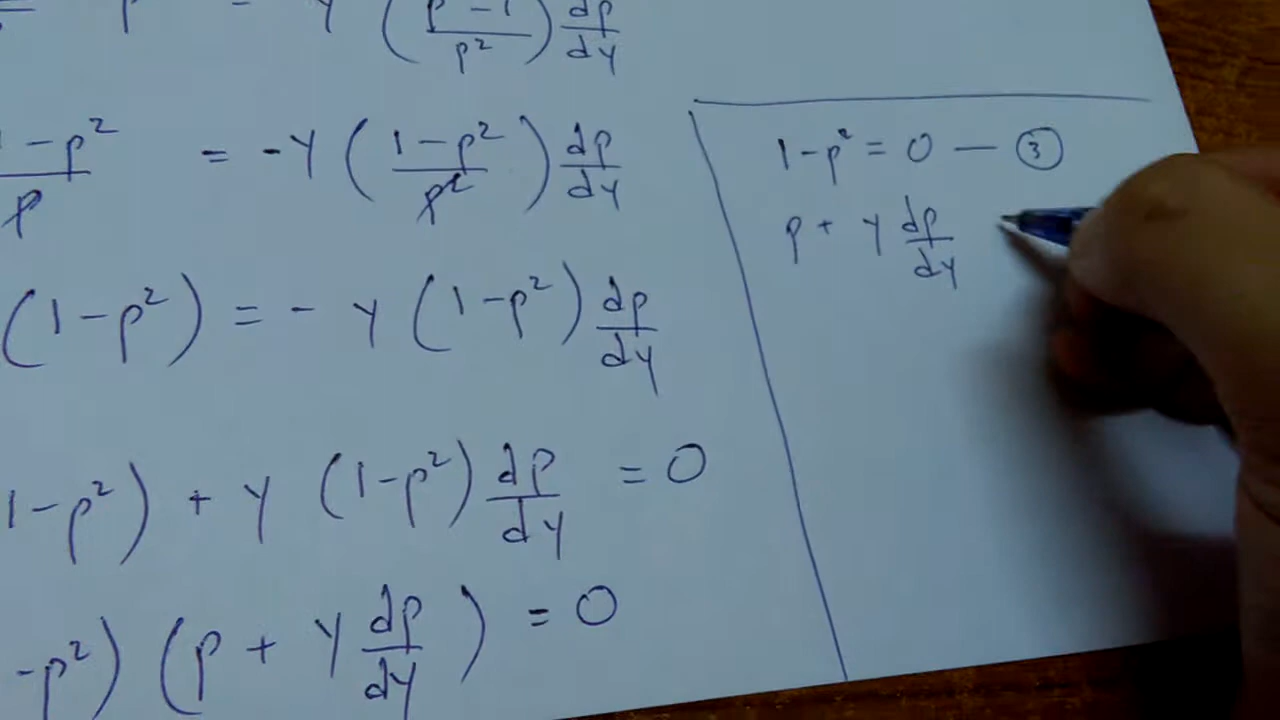 p = y (p - 1 / p²) dp/dy
1 - p² / p = - y (1 - p² / p²) dp/dy
(1 - p²) = - y (1 - p²) dp/dy
1 - p²) + y (1 - p²) dp/dy = 0
- p²) (p + y dp/dy) = 0
1 - p² = 0 — ③
p + y dp/dy